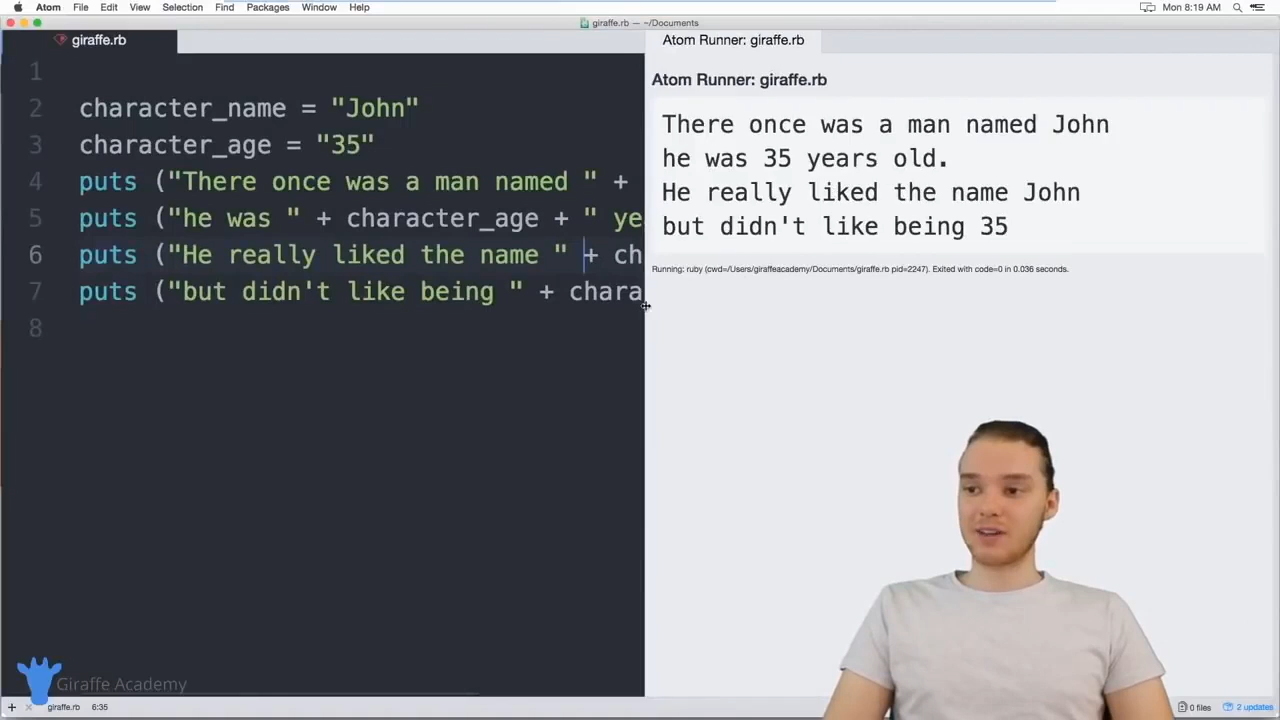 Atom File Edit View Selection Find Packages Window Help
Mon 8:19 AM
giraffe.rb — ~/Documents
giraffe.rb
1
2 character_name = "John"
3 character_age = "35"
4 puts ("There once was a man named " +
5 puts ("he was " + character_age + " ye
6 puts ("He really liked the name " + ch
7 puts ("but didn't like being " + chara
8
Atom Runner: giraffe.rb
Atom Runner: giraffe.rb
There once was a man named John
he was 35 years old.
He really liked the name John
but didn't like being 35
Running: ruby (cwd=/Users/giraffeacademy/Documents/giraffe.rb pid=2247). Exited with code=0 in 0.036 seconds.
Giraffe Academy
+ × giraffe.rb 6:35
0 files 2 updates